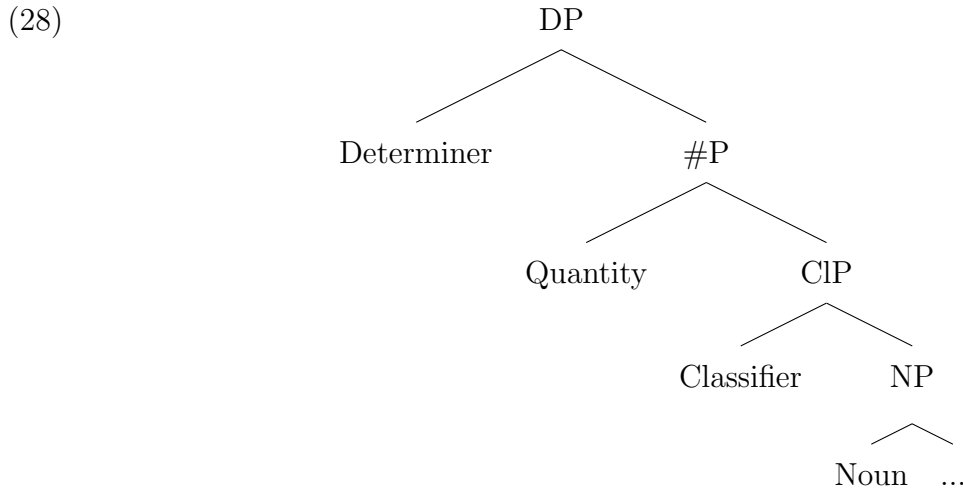 (28) DP
Determiner #P
Quantity ClP
Classifier NP
Noun ...